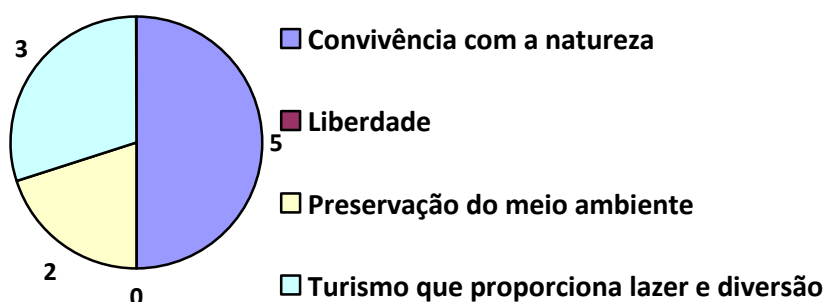 3
Convivência com a natureza
Liberdade
5
Preservação do meio ambiente
2
Turismo que proporciona lazer e diversão
0